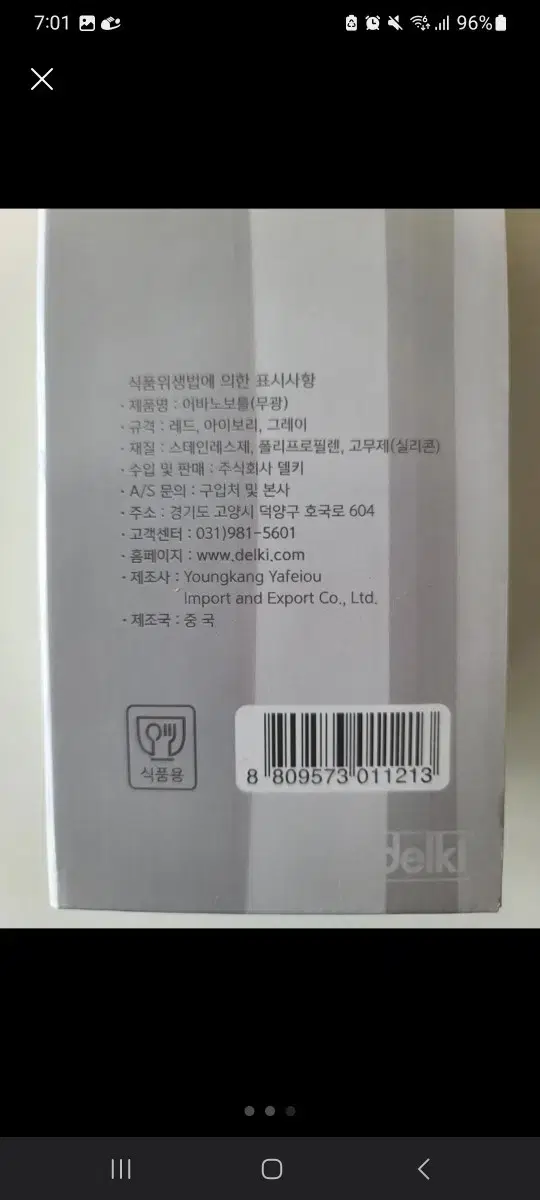 7:01
96%
식품위생법에 의한 표시사항
· 제품명 : 어바노보틀(무광)
· 규격 : 레드, 아이보리, 그레이
· 재질 : 스테인레스제, 폴리프로필렌, 고무제(실리콘)
· 수입 및 판매 : 주식회사 델키
· A/S 문의 : 구입처 및 본사
· 주소 : 경기도 고양시 덕양구 호국로 604
· 고객센터 : 031)981-5601
· 홈페이지 : www.delki.com
· 제조사 : Youngkang Yafeiou
Import and Export Co., Ltd.
· 제조국 : 중 국
식품용
8 809573 011213
delki